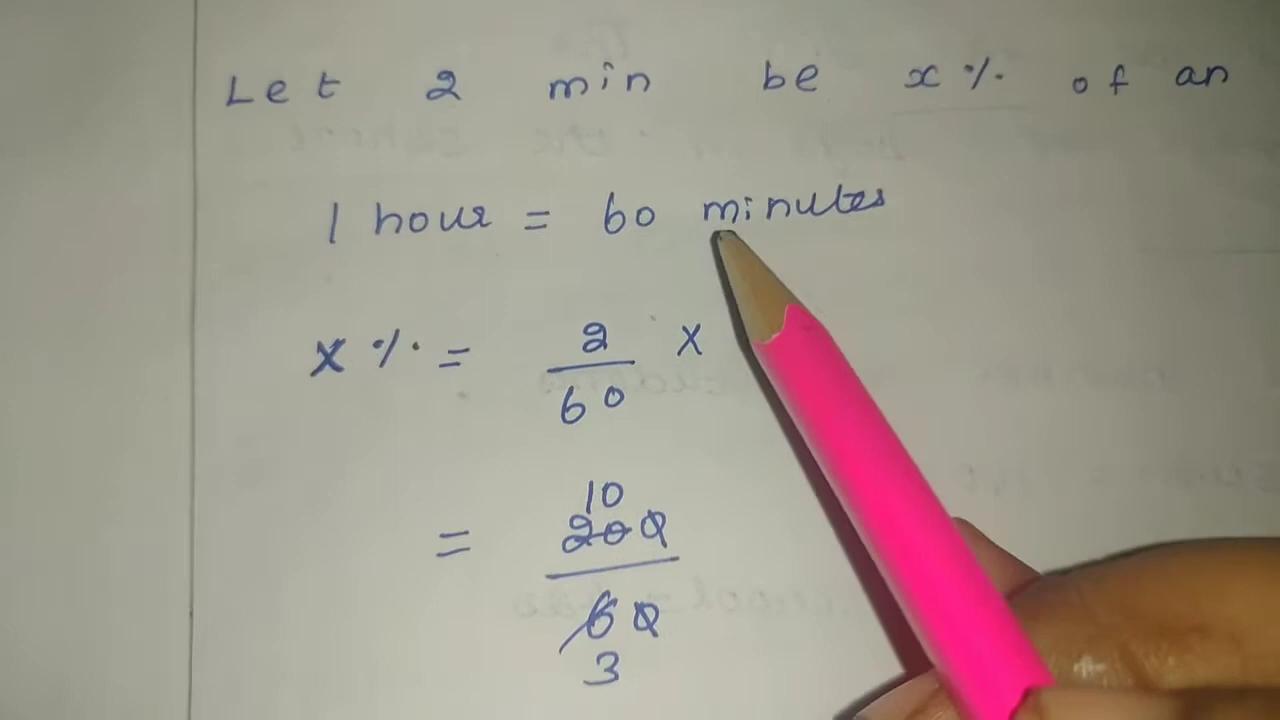 Let 2 min be x% of an
1 hour = 60 minutes
x% = 2/60 x
10
= 200/60
3